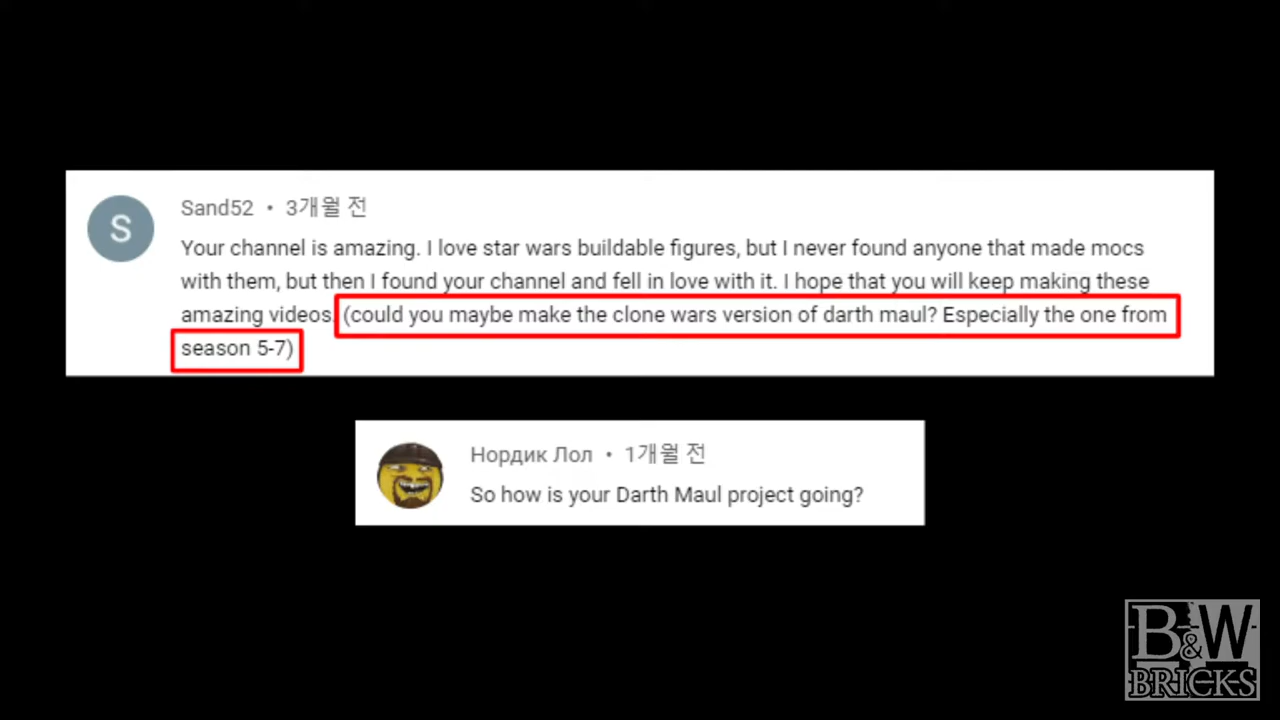 S
Sand52 • 3개월 전
Your channel is amazing. I love star wars buildable figures, but I never found anyone that made mocs
with them, but then I found your channel and fell in love with it. I hope that you will keep making these
amazing videos. (could you maybe make the clone wars version of darth maul? Especially the one from
season 5-7)
Нордик Лол • 1개월 전
So how is your Darth Maul project going?
B&W
BRICKS